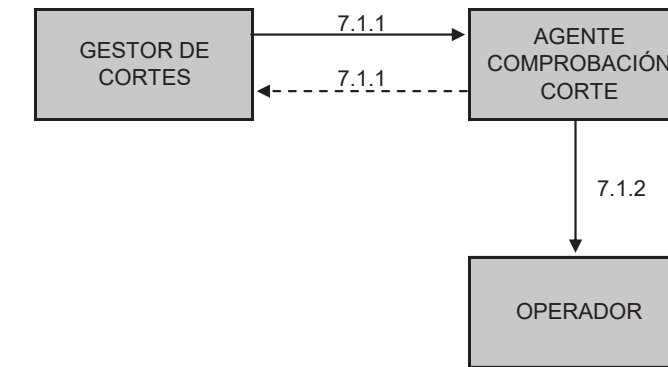 GESTOR DE
CORTES
7.1.1
7.1.1
AGENTE
COMPROBACIÓN
CORTE
7.1.2
OPERADOR